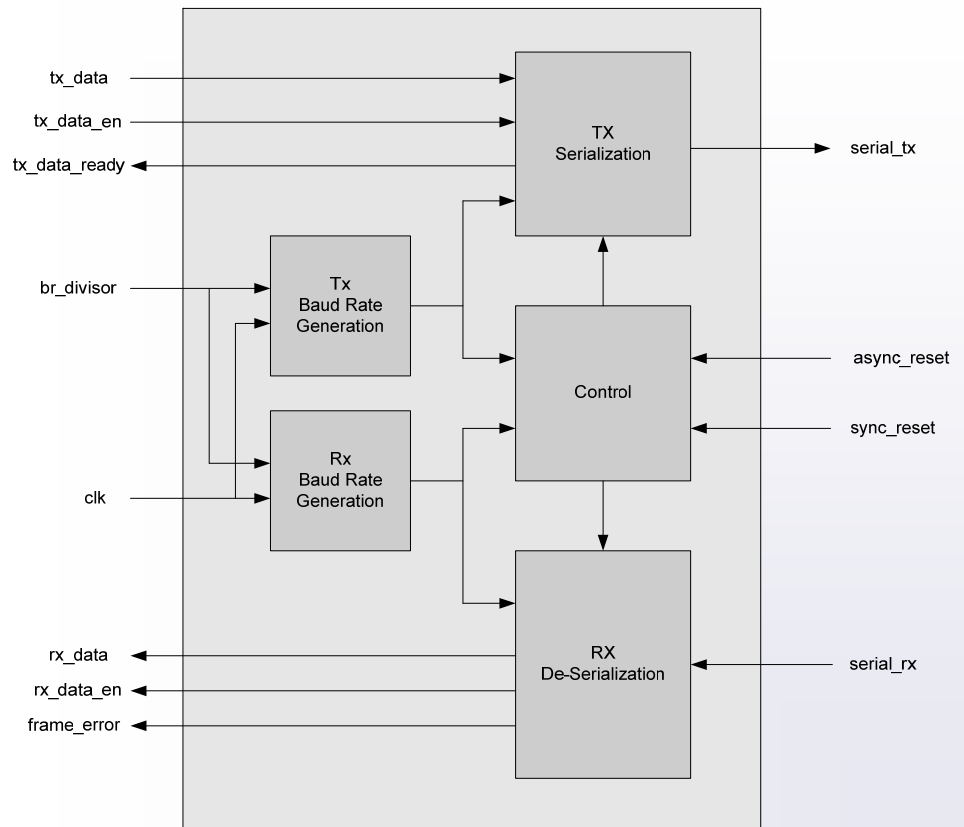 tx_data
tx_data_en
tx_data_ready
TX
Serialization
serial_tx
br_divisor
Tx
Baud Rate
Generation
Control
async_reset
sync_reset
clk
Rx
Baud Rate
Generation
rx_data
rx_data_en
frame_error
RX
De-Serialization
serial_rx